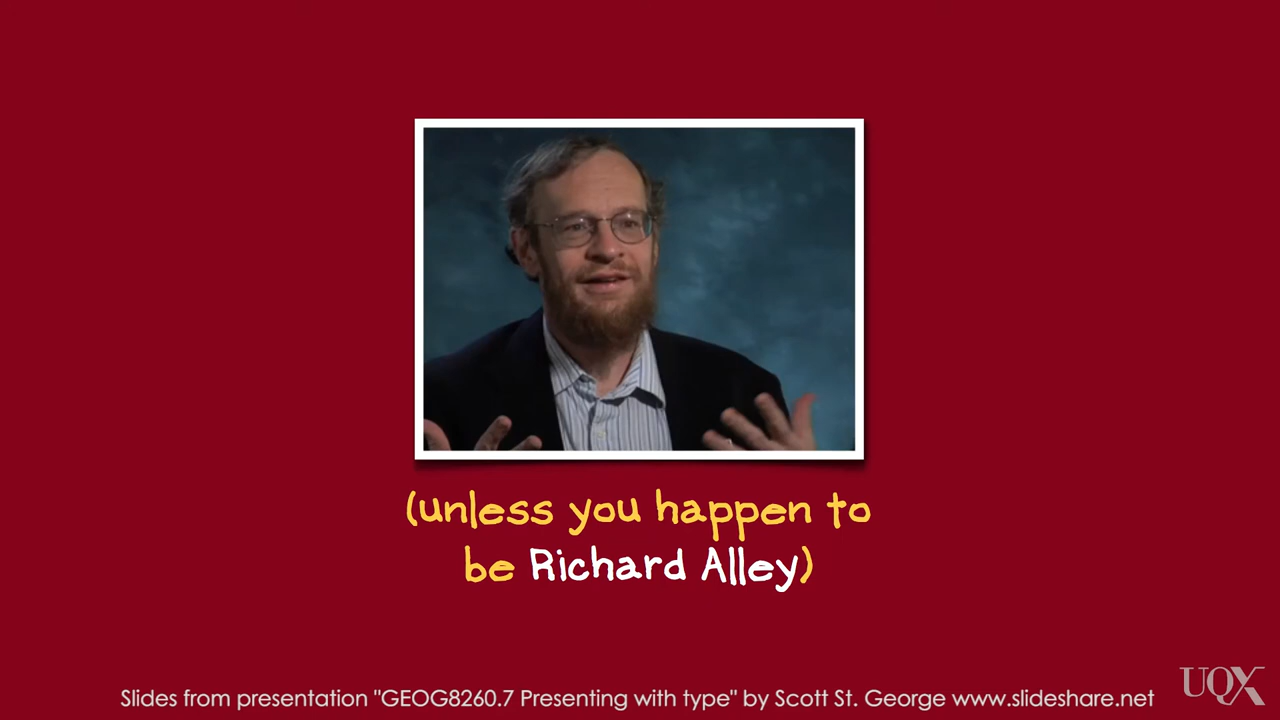 (unless you happen to
be Richard Alley)
Slides from presentation "GEOG8260.7 Presenting with type" by Scott St. George www.slideshare.net
UQX